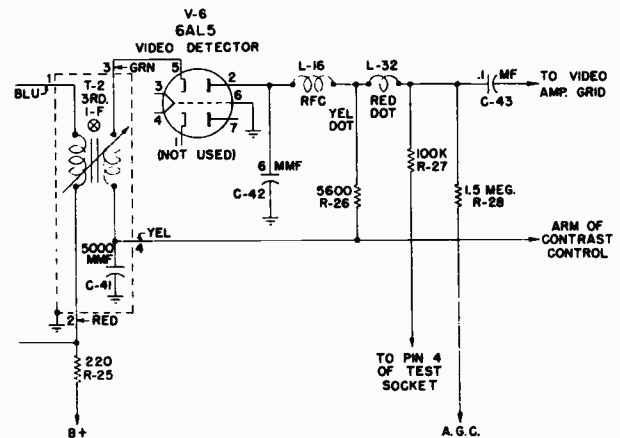 V-6
6AL5
VIDEO DETECTOR
3
GRN
5
1
BLU
T-2
3RD.
I-F
3
4
2
6
7
1
(NOT USED)
L-16
RFC
YEL
DOT
L-32
RED
DOT
.1 MF
C-43
TO VIDEO
AMP. GRID
6 MMF
C-42
5600
R-26
100K
R-27
1.5 MEG.
R-28
YEL
4
5000
MMF
C-41
ARM OF
CONTRAST
CONTROL
2
RED
220
R-25
B+
TO PIN 4
OF TEST
SOCKET
A.G.C.